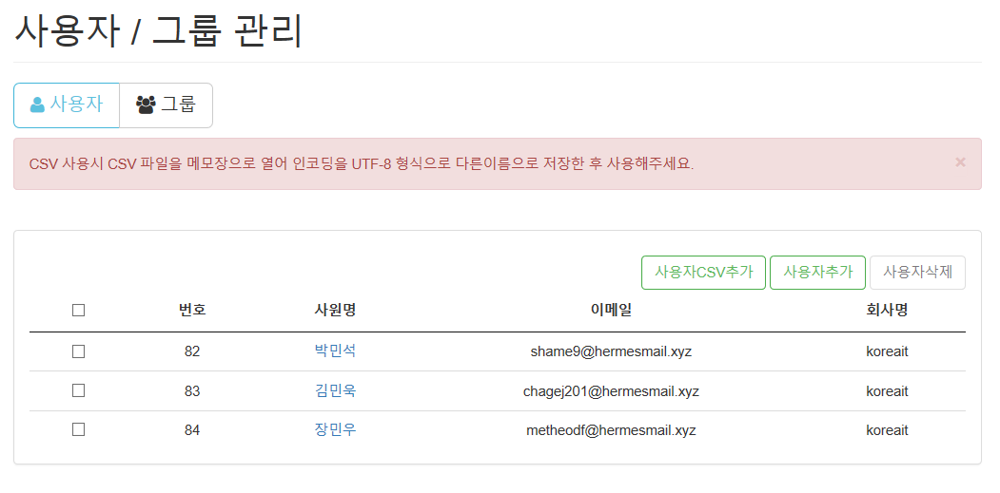 사용자 / 그룹 관리
사용자 그룹
CSV 사용시 CSV 파일을 메모장으로 열어 인코딩을 UTF-8 형식으로 다른이름으로 저장한 후 사용해주세요. ×
사용자CSV추가 사용자추가 사용자삭제
번호 사원명 이메일 회사명
82 박민석 shame9@hermesmail.xyz koreait
83 김민욱 chagej201@hermesmail.xyz koreait
84 장민우 metheodf@hermesmail.xyz koreait